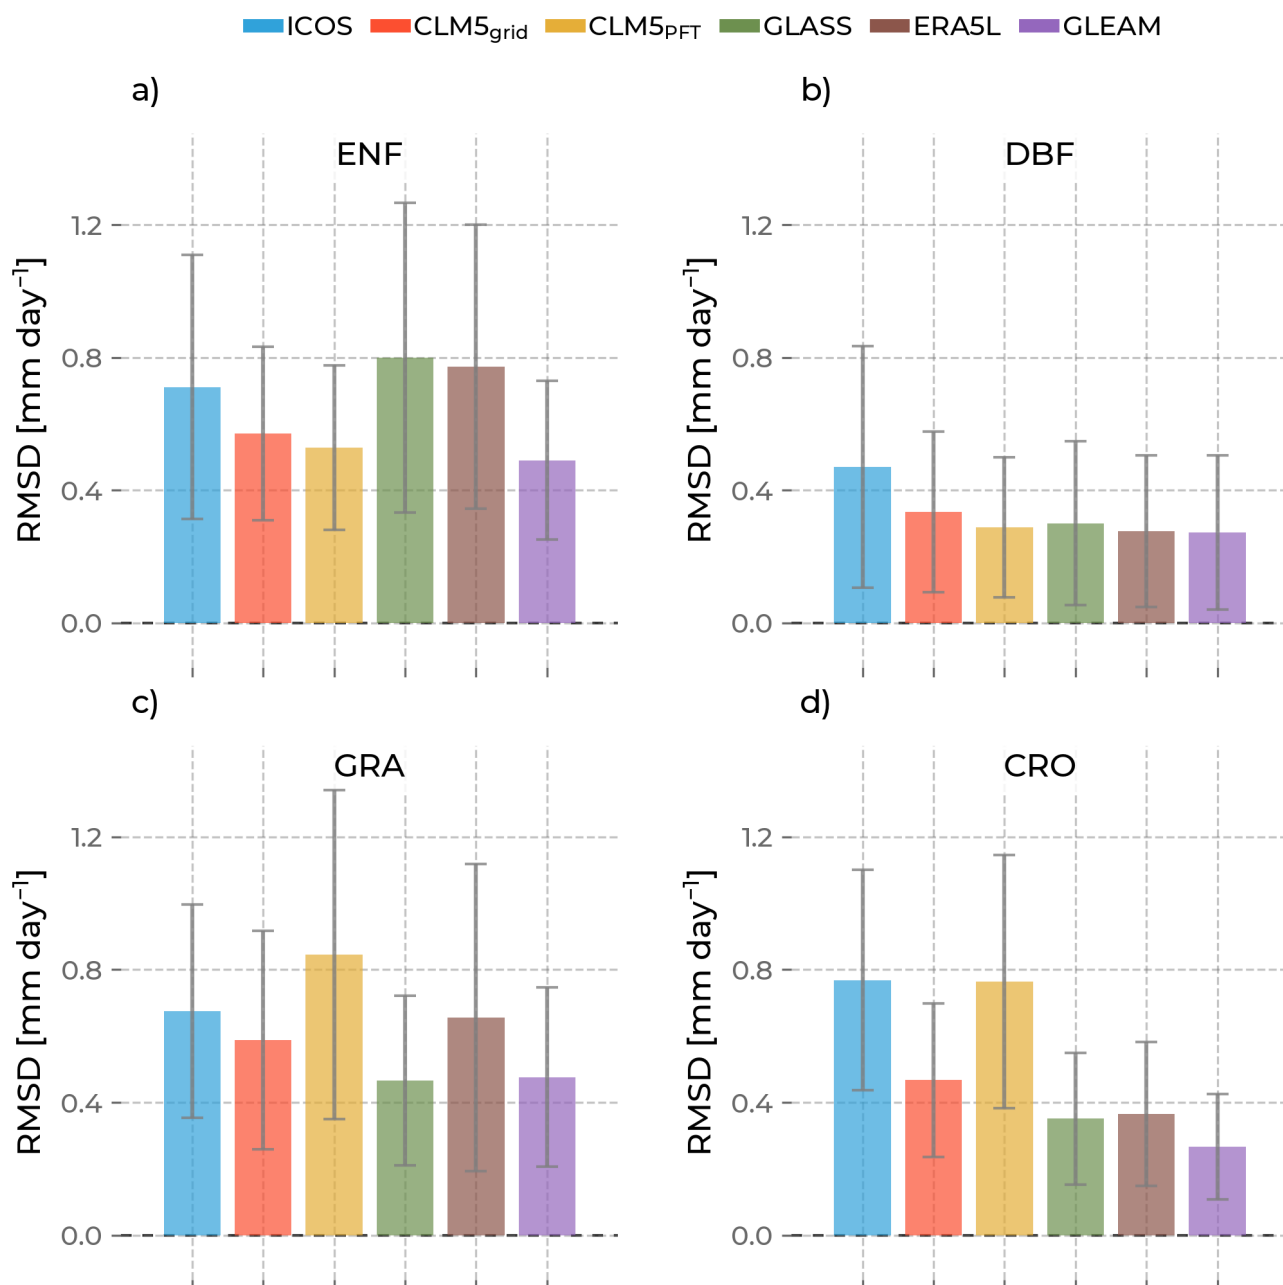 ICOS CLM5grid CLM5PFT GLASS ERA5L GLEAM
a) b)
ENF DBF
1.2 1.2
0.8 0.8
0.4 0.4
0.0 0.0
RMSD [mm day−1] RMSD [mm day−1]
c) d)
GRA CRO
1.2 1.2
0.8 0.8
0.4 0.4
0.0 0.0
RMSD [mm day−1] RMSD [mm day−1]